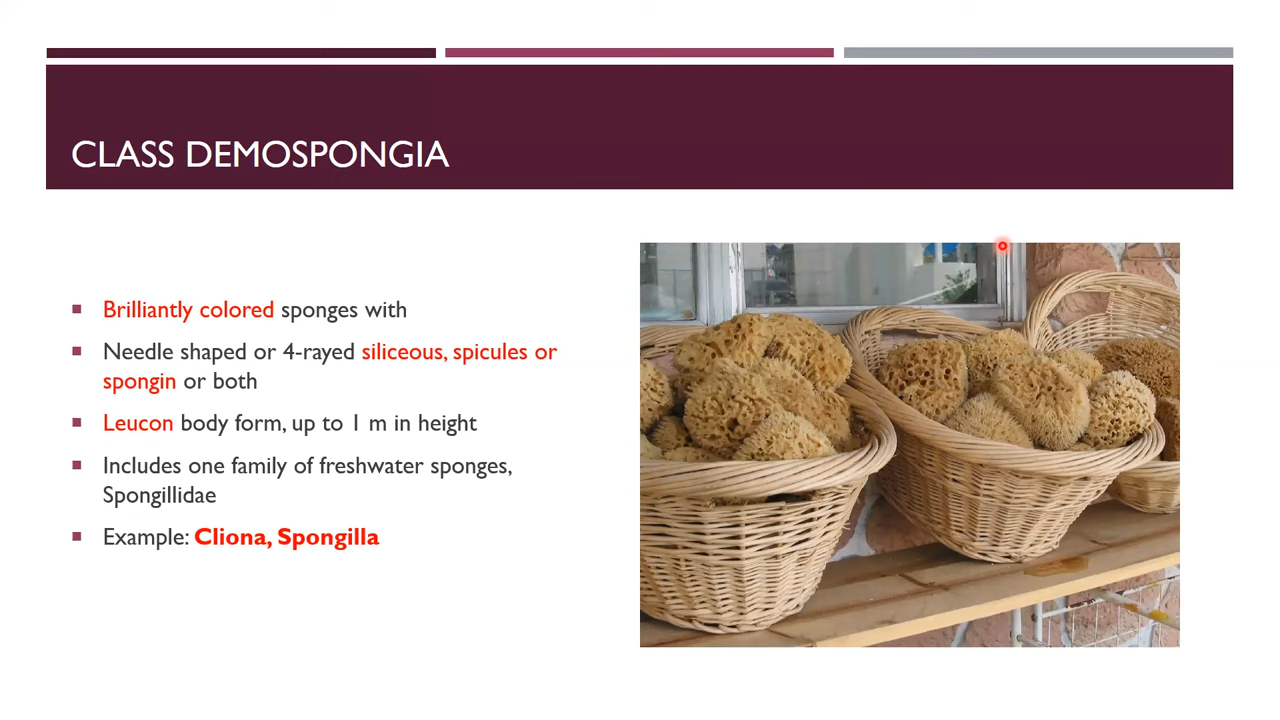 CLASS DEMOSPONGIA
Brilliantly colored sponges with
Needle shaped or 4-rayed siliceous, spicules or
spongin or both
Leucon body form, up to 1 m in height
Includes one family of freshwater sponges,
Spongillidae
Example: Cliona, Spongilla